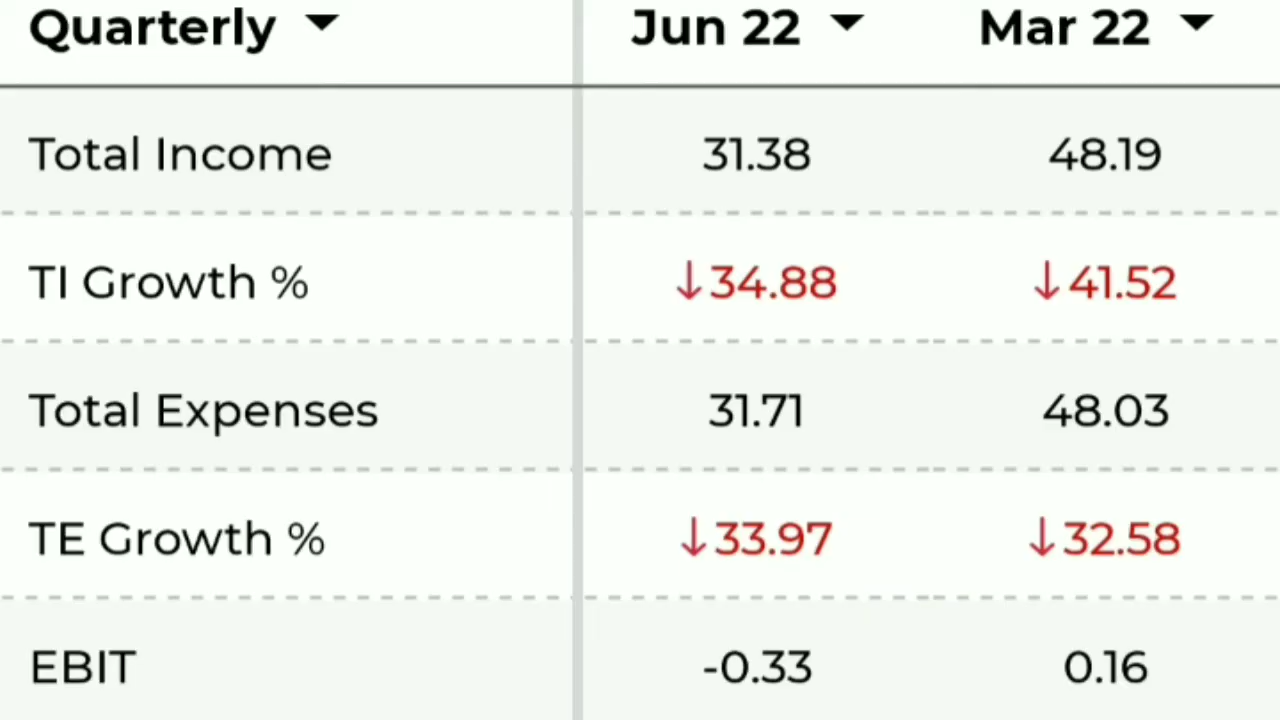 Quarterly ▼ Jun 22 ▼ Mar 22 ▼
Total Income 31.38 48.19
TI Growth % ↓34.88 ↓41.52
Total Expenses 31.71 48.03
TE Growth % ↓33.97 ↓32.58
EBIT -0.33 0.16